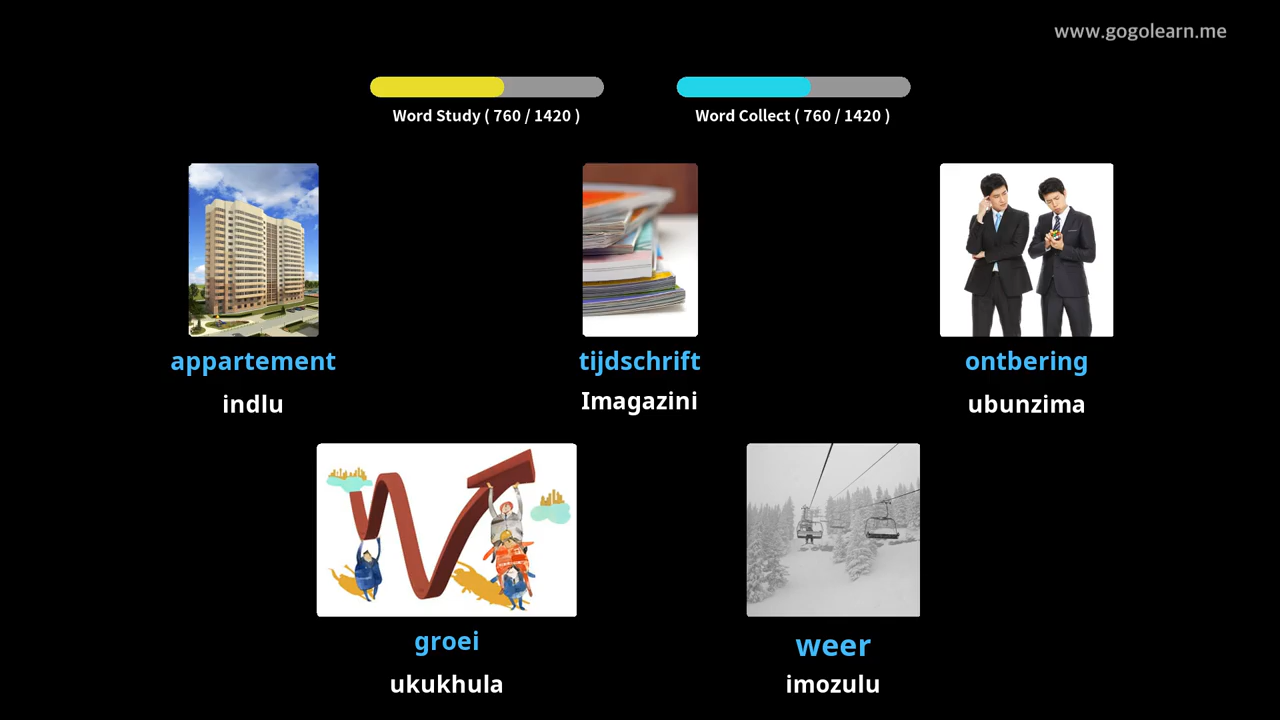 www.gogolearn.me
Word Study ( 760 / 1420 )
Word Collect ( 760 / 1420 )
appartement
indlu
tijdschrift
Imagazini
ontbering
ubunzima
groei
ukukhula
weer
imozulu